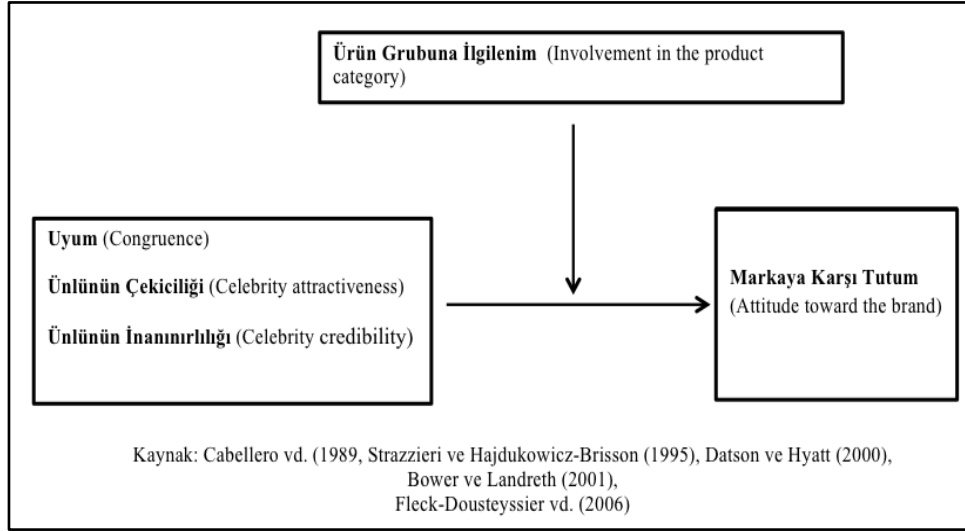 Ürün Grubuna İlgilenim (Involvement in the product
category)
Uyum (Congruence)
Ünlünün Çekiciliği (Celebrity attractiveness)
Ünlünün İnanınırlılığı (Celebrity credibility)
Markaya Karşı Tutum
(Attitude toward the brand)
Kaynak: Cabellero vd. (1989, Strazzieri ve Hajdukowicz-Brisson (1995), Datson ve Hyatt (2000),
Bower ve Landreth (2001),
Fleck-Dousteyssier vd. (2006)